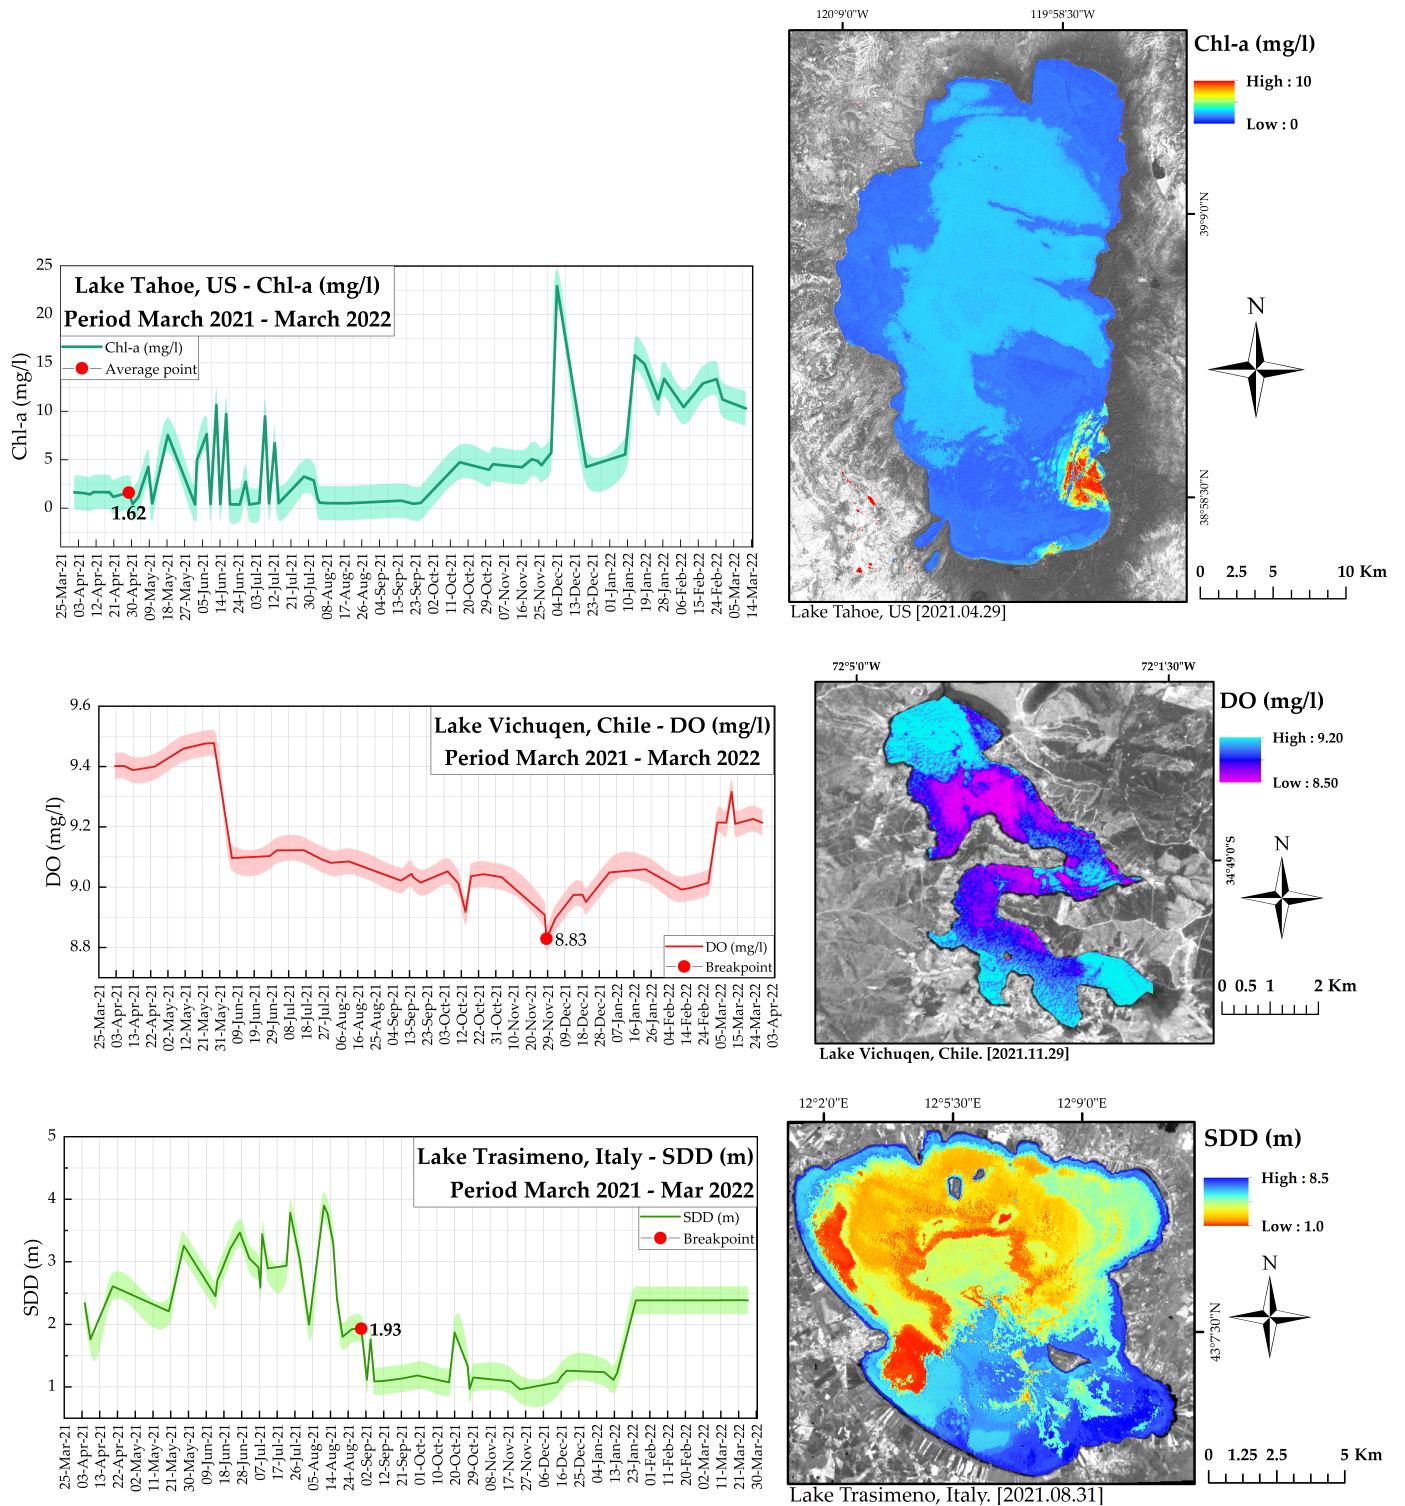 Lake Tahoe, US - Chl-a (mg/l)
Period March 2021 - March 2022
Chl-a (mg/l)
Average point
1.62
Chl-a (mg/l)
25
20
15
10
5
0
25-Mar-21
03-Apr-21
12-Apr-21
21-Apr-21
30-Apr-21
09-May-21
18-May-21
27-May-21
05-Jun-21
14-Jun-21
24-Jun-21
03-Jul-21
12-Jul-21
21-Jul-21
30-Jul-21
08-Aug-21
17-Aug-21
26-Aug-21
04-Sep-21
13-Sep-21
23-Sep-21
02-Oct-21
11-Oct-21
20-Oct-21
29-Oct-21
07-Nov-21
16-Nov-21
25-Nov-21
04-Dec-21
13-Dec-21
23-Dec-21
01-Jan-22
10-Jan-22
19-Jan-22
28-Jan-22
06-Feb-22
15-Feb-22
24-Feb-22
05-Mar-22
14-Mar-22
120°9'0"W
119°58'30"W
39°9'0"N
38°58'30"N
Chl-a (mg/l)
High : 10
Low : 0
N
0 2.5 5 10 Km
Lake Tahoe, US [2021.04.29]
Lake Vichuqen, Chile - DO (mg/l)
Period March 2021 - March 2022
DO (mg/l)
Breakpoint
8.83
DO (mg/l)
9.6
9.4
9.2
9.0
8.8
25-Mar-21
03-Apr-21
13-Apr-21
22-Apr-21
02-May-21
12-May-21
21-May-21
31-May-21
09-Jun-21
19-Jun-21
29-Jun-21
08-Jul-21
18-Jul-21
27-Jul-21
06-Aug-21
16-Aug-21
25-Aug-21
04-Sep-21
13-Sep-21
23-Sep-21
03-Oct-21
12-Oct-21
22-Oct-21
31-Oct-21
10-Nov-21
20-Nov-21
29-Nov-21
09-Dec-21
18-Dec-21
28-Dec-21
07-Jan-22
16-Jan-22
26-Jan-22
04-Feb-22
14-Feb-22
24-Feb-22
05-Mar-22
15-Mar-22
24-Mar-22
03-Apr-22
72°5'0"W
72°1'30"W
34°49'0"S
DO (mg/l)
High : 9.20
Low : 8.50
N
0 0.5 1 2 Km
Lake Vichuqen, Chile. [2021.11.29]
Lake Trasimeno, Italy - SDD (m)
Period March 2021 - Mar 2022
SDD (m)
Breakpoint
1.93
SDD (m)
5
4
3
2
1
25-Mar-21
03-Apr-21
13-Apr-21
22-Apr-21
02-May-21
11-May-21
21-May-21
30-May-21
09-Jun-21
18-Jun-21
28-Jun-21
07-Jul-21
17-Jul-21
26-Jul-21
05-Aug-21
14-Aug-21
24-Aug-21
02-Sep-21
12-Sep-21
21-Sep-21
01-Oct-21
10-Oct-21
20-Oct-21
29-Oct-21
08-Nov-21
17-Nov-21
27-Nov-21
06-Dec-21
16-Dec-21
25-Dec-21
04-Jan-22
13-Jan-22
23-Jan-22
01-Feb-22
11-Feb-22
20-Feb-22
02-Mar-22
11-Mar-22
21-Mar-22
30-Mar-22
12°2'0"E
12°5'30"E
12°9'0"E
43°7'30"N
SDD (m)
High : 8.5
Low : 1.0
N
0 1.25 2.5 5 Km
Lake Trasimeno, Italy. [2021.08.31]